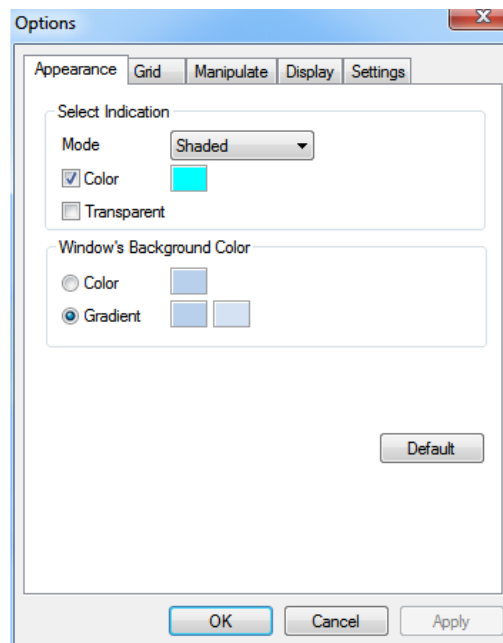 Options
Appearance Grid Manipulate Display Settings
Select Indication
Mode Shaded
Color
Transparent
Window's Background Color
Color
Gradient
Default
OK Cancel Apply